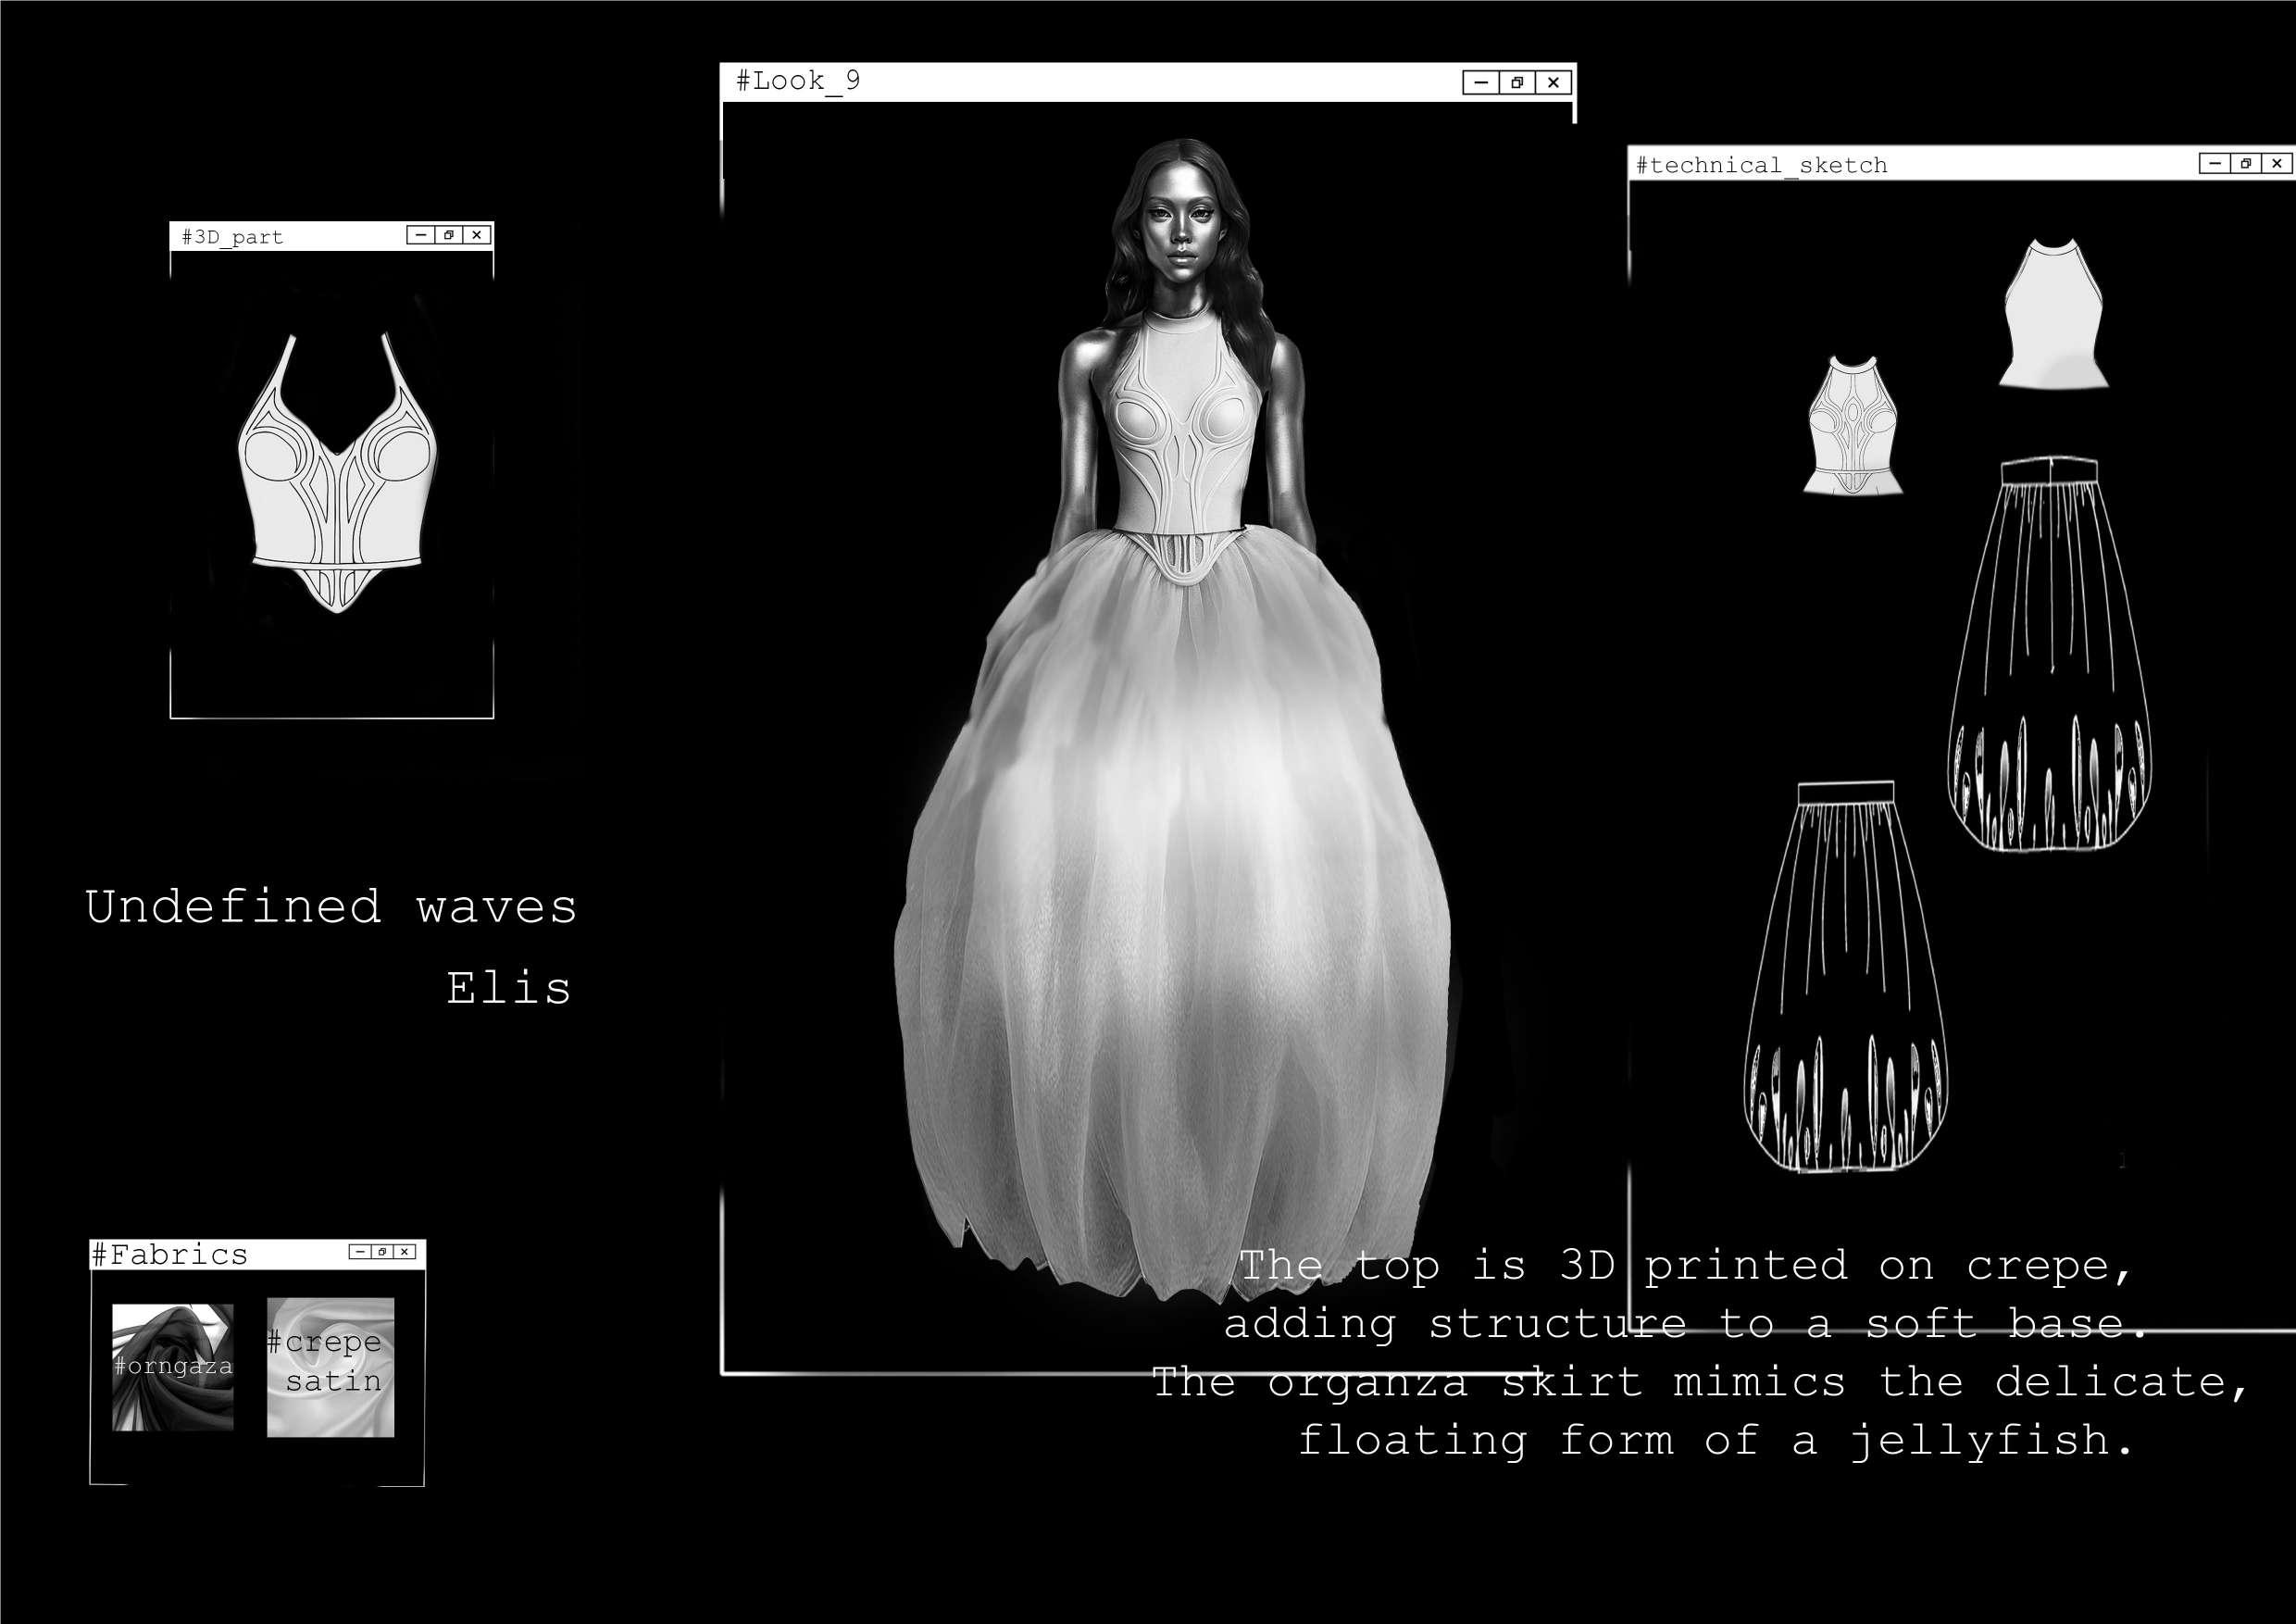 #Look_9
#technical_sketch
#3D_part
Undefined waves
Elis
#Fabrics
#orngaza
#crepe
satin
The top is 3D printed on crepe,
adding structure to a soft base.
The organza skirt mimics the delicate,
floating form of a jellyfish.